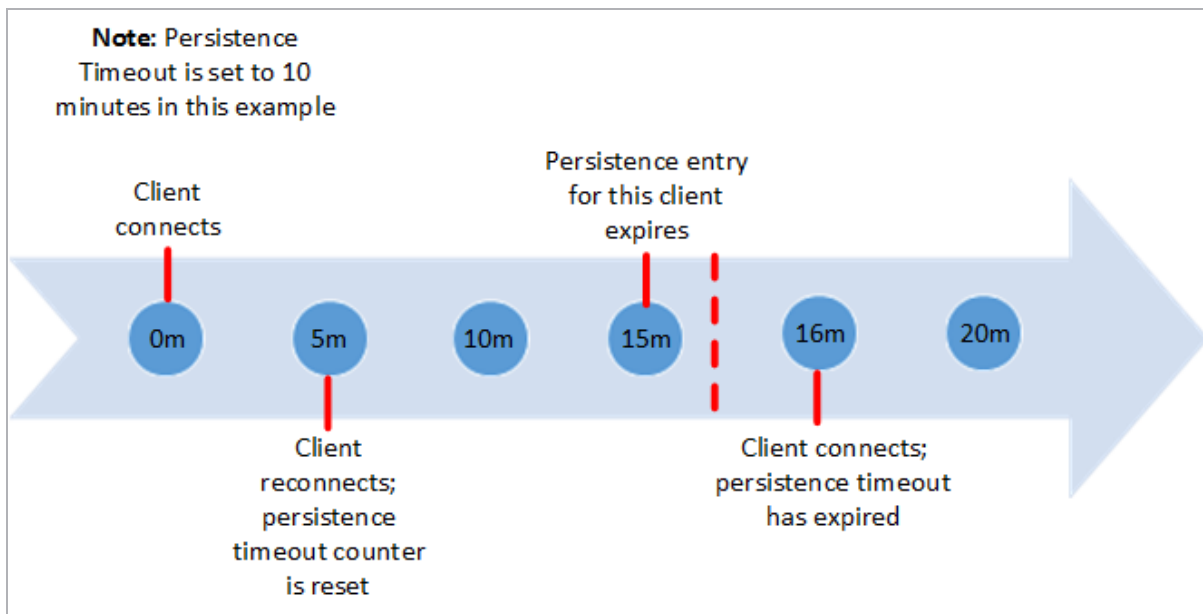 Note: Persistence
Timeout is set to 10
minutes in this example
Client
connects
Persistence entry
for this client
expires
0m
5m
10m
15m
16m
20m
Client
reconnects;
persistence
timeout counter
is reset
Client connects;
persistence timeout
has expired